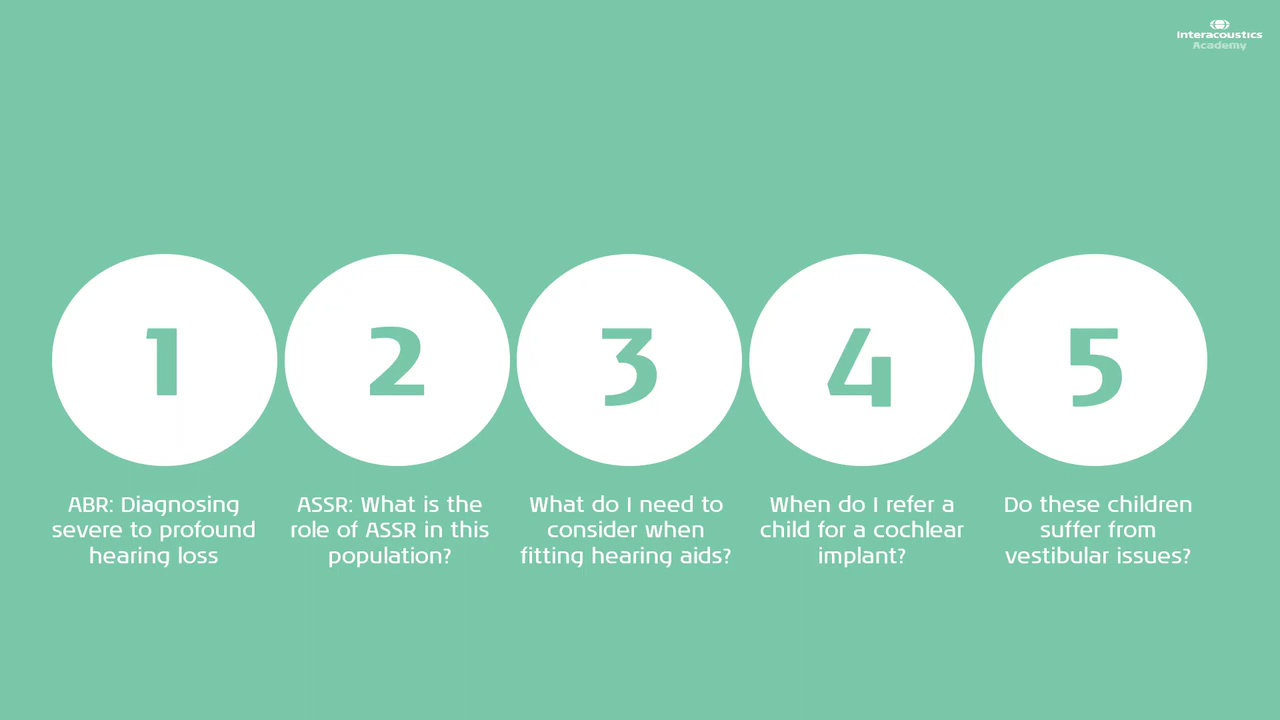 Interacoustics
Academy
1
2
3
4
5
ABR: Diagnosing
severe to profound
hearing loss
ASSR: What is the
role of ASSR in this
population?
What do I need to
consider when
fitting hearing aids?
When do I refer a
child for a cochlear
implant?
Do these children
suffer from
vestibular issues?